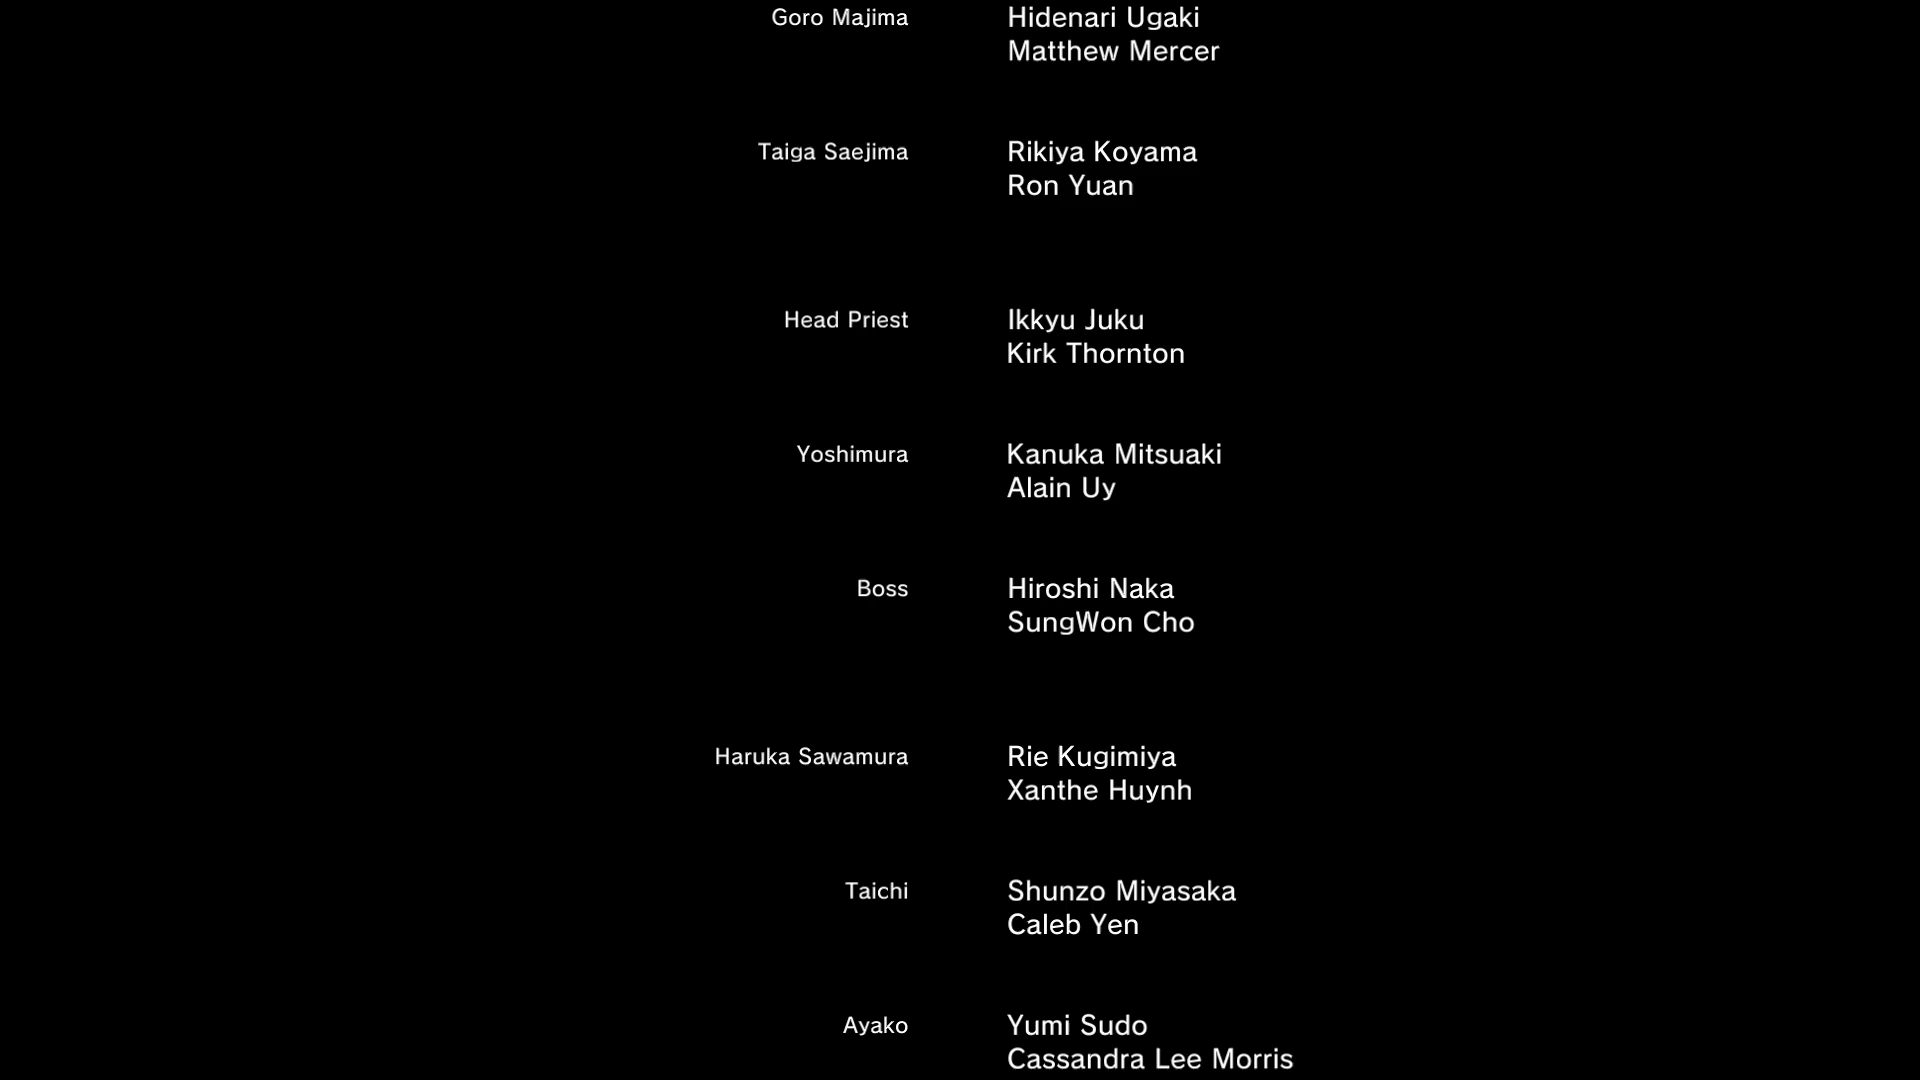 Goro Majima Hidenari Ugaki
Matthew Mercer
Taiga Saejima Rikiya Koyama
Ron Yuan
Head Priest Ikkyu Juku
Kirk Thornton
Yoshimura Kanuka Mitsuaki
Alain Uy
Boss Hiroshi Naka
SungWon Cho
Haruka Sawamura Rie Kugimiya
Xanthe Huynh
Taichi Shunzo Miyasaka
Caleb Yen
Ayako Yumi Sudo
Cassandra Lee Morris